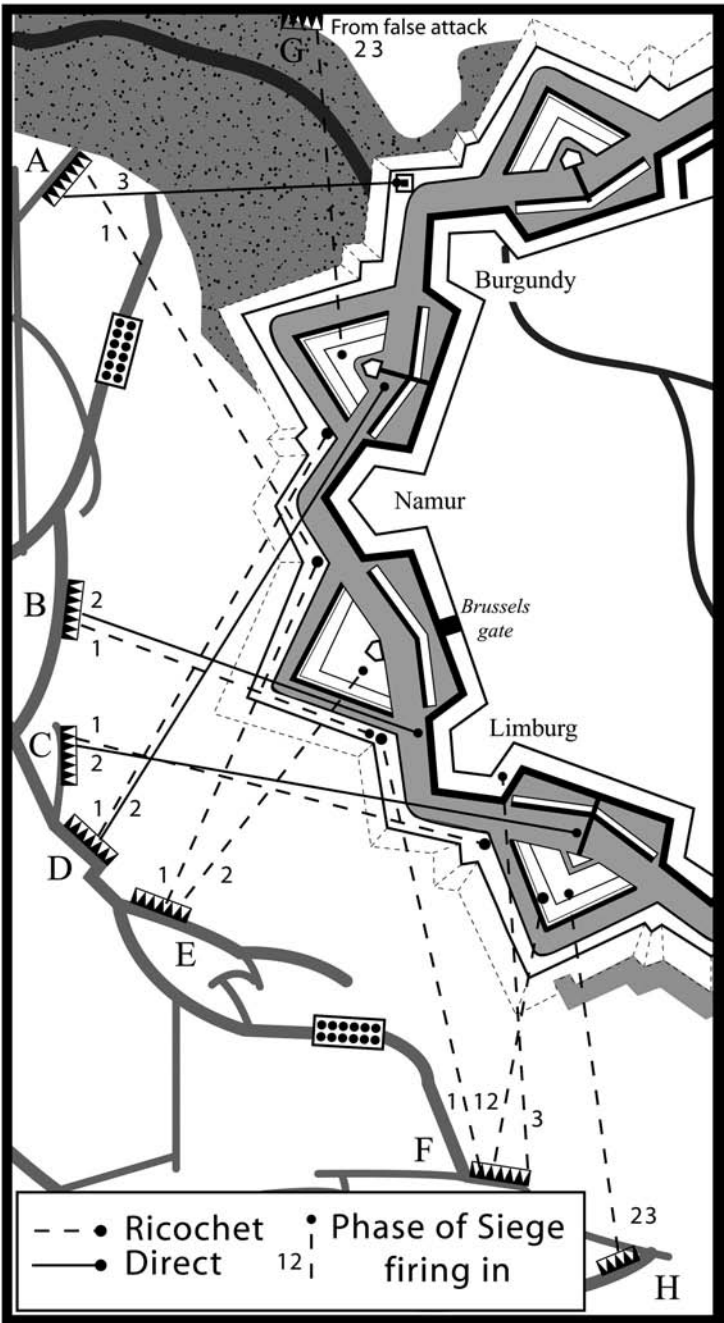 From false attack
G
2 3
A
3
1
Burgundy
Namur
B
2
1
Brussels
gate
C
1
2
Limburg
1
2
D
1
2
E
1
12
3
F
23
H
Ricochet
Direct
12
Phase of Siege
firing in